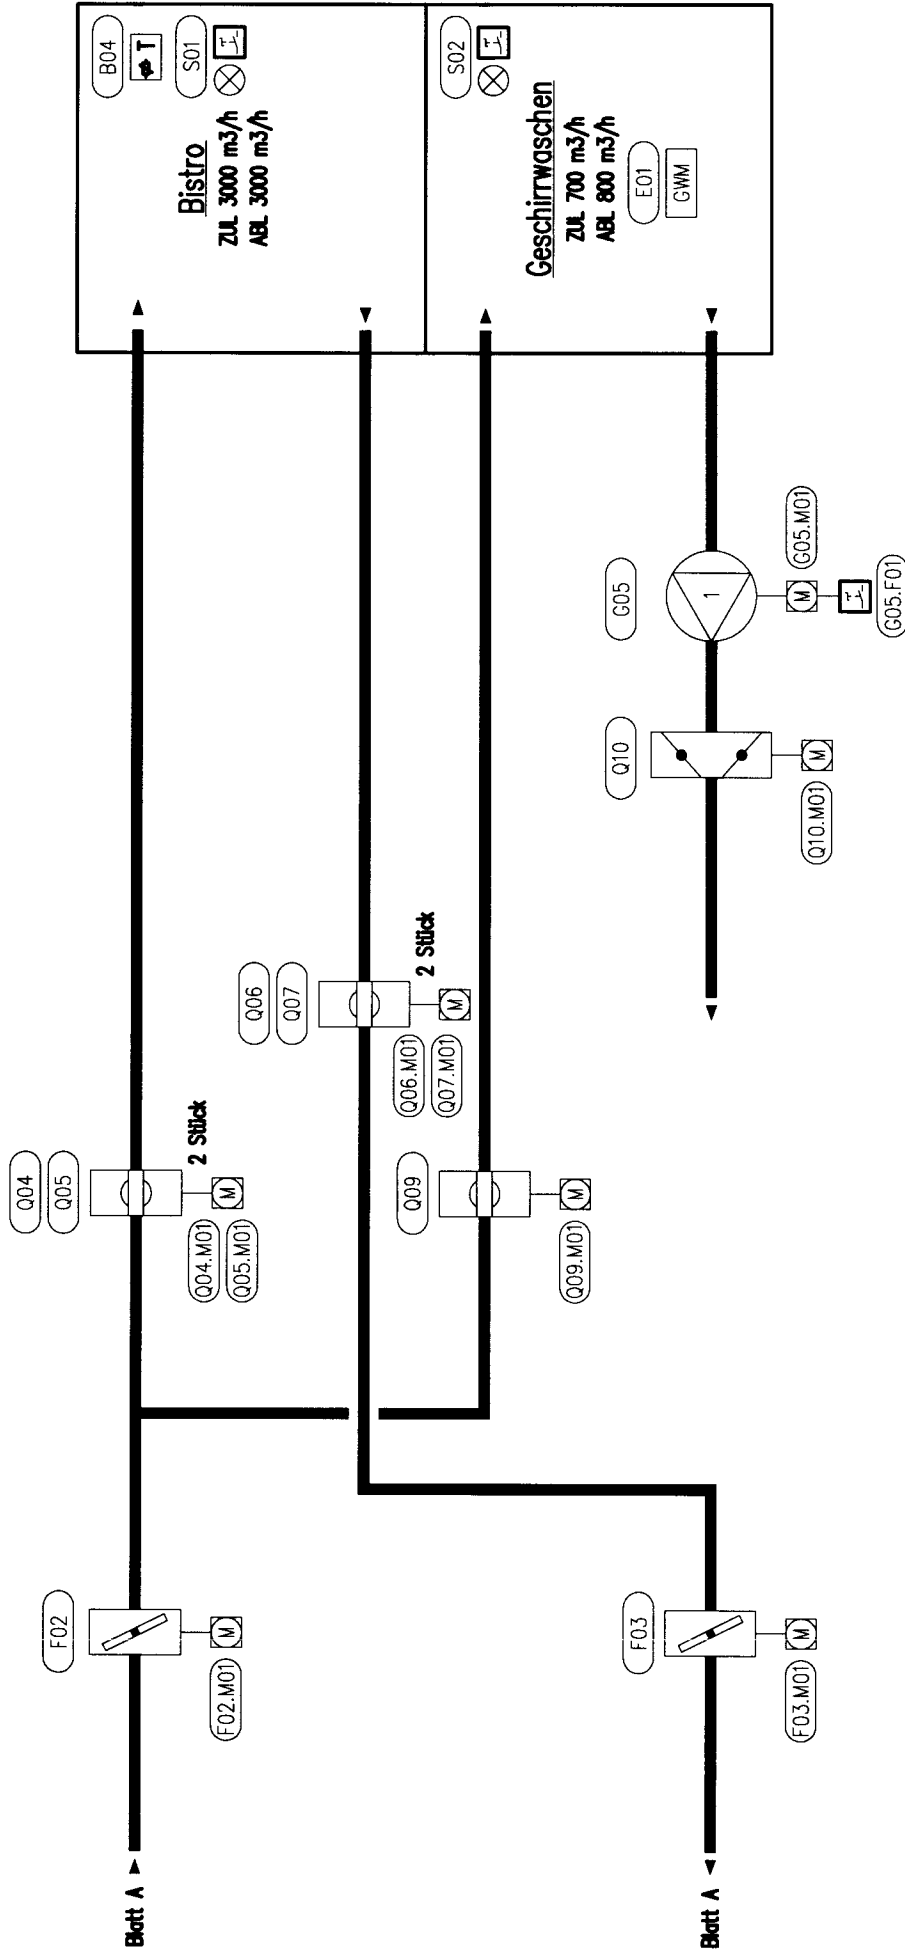 Blatt A
F02
F02.M01
Q04
Q05
Q04.M01
Q05.M01
2 Stück
Q06
Q07
Q06.M01
Q07.M01
2 Stück
Q09
Q09.M01
Blatt A
F03
F03.M01
Q10
Q10.M01
G05
1
G05.M01
G05.F01
M
M
M
M
M
M
M
B04
T
S01
Bistro
ZUL 3000 m3/h
ABL 3000 m3/h
S02
Geschirrwaschen
ZUL 700 m3/h
ABL 800 m3/h
E01
GWM